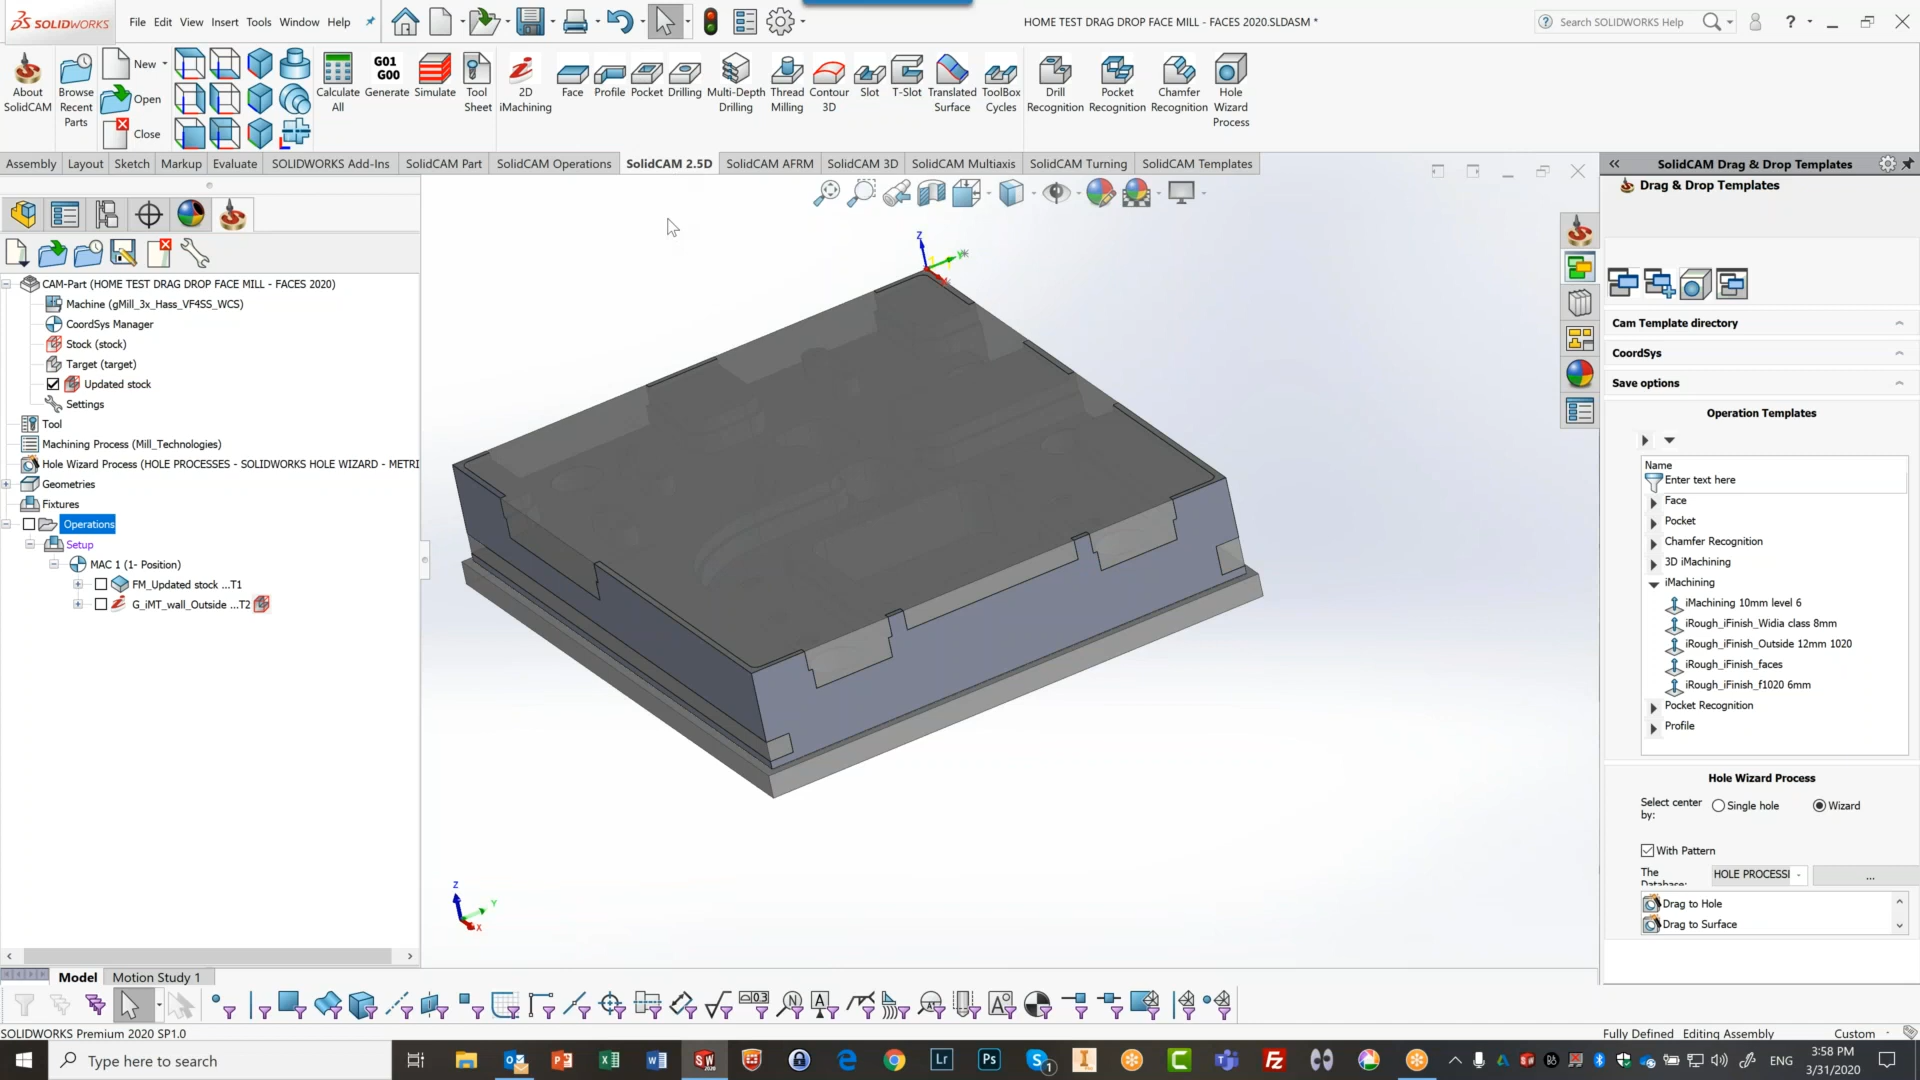 SOLIDWORKS
File Edit View Insert Tools Window Help
HOME TEST DRAG DROP FACE MILL - FACES 2020.SLDASM *
Search SOLIDWORKS Help
About SolidCAM
Browse Recent Parts
New
Open
Close
Calculate All
G01 G00
Generate
Simulate
Tool Sheet
2D iMachining
Face
Profile
Pocket
Drilling
Multi-Depth Drilling
Thread Milling
Contour 3D
Slot
T-Slot
Translated Surface
ToolBox Cycles
Drill Recognition
Pocket Recognition
Chamfer Recognition
Hole Wizard Process
Assembly Layout Sketch Markup Evaluate SOLIDWORKS Add-Ins SolidCAM Part SolidCAM Operations SolidCAM 2.5D SolidCAM AFRM SolidCAM 3D SolidCAM Multiaxis SolidCAM Turning SolidCAM Templates
CAM-Part (HOME TEST DRAG DROP FACE MILL - FACES 2020)
Machine (gMill_3x_Hass_VF4SS_WCS)
CoordSys Manager
Stock (stock)
Target (target)
Updated stock
Settings
Tool
Machining Process (Mill_Technologies)
Hole Wizard Process (HOLE PROCESSES - SOLIDWORKS HOLE WIZARD - METRI
Geometries
Fixtures
Operations
Setup
MAC 1 (1- Position)
FM_Updated stock ...T1
G_iMT_wall_Outside ...T2
Z
Z
Y
X
SolidCAM Drag & Drop Templates
Drag & Drop Templates
Cam Template directory
CoordSys
Save options
Operation Templates
Name
Enter text here
Face
Pocket
Chamfer Recognition
3D iMachining
iMachining
iMachining 10mm level 6
iRough_iFinish_Widia class 8mm
iRough_iFinish_Outside 12mm 1020
iRough_iFinish_faces
iRough_iFinish_f1020 6mm
Pocket Recognition
Profile
Hole Wizard Process
Select center by:
Single hole
Wizard
With Pattern
The Database:
HOLE PROCESSI
...
Drag to Hole
Drag to Surface
Model Motion Study 1
SOLIDWORKS Premium 2020 SP1.0
Fully Defined Editing Assembly Custom
Type here to search
Lr
Ps
ENG
3:58 PM
3/31/2020